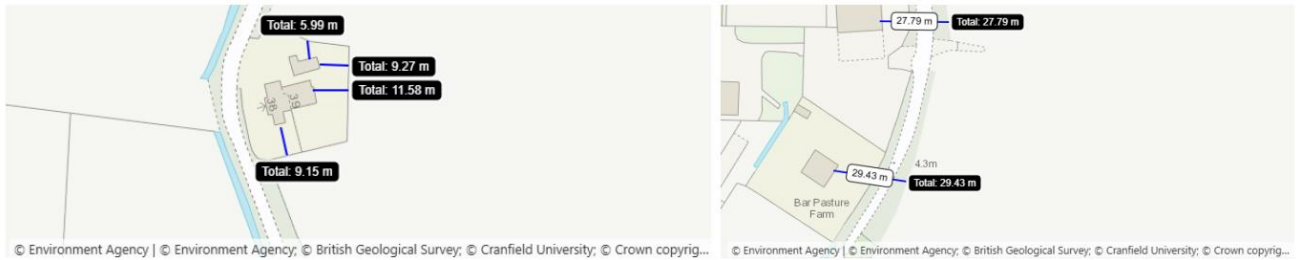 Total: 5.99 m
Total: 9.27 m
Total: 11.58 m
38
39
Total: 9.15 m
© Environment Agency | © Environment Agency; © British Geological Survey; © Cranfield University; © Crown copyrig...
27.79 m
Total: 27.79 m
4.3m
29.43 m
Total: 29.43 m
Bar Pasture
Farm
© Environment Agency | © Environment Agency; © British Geological Survey; © Cranfield University; © Crown copyrig...